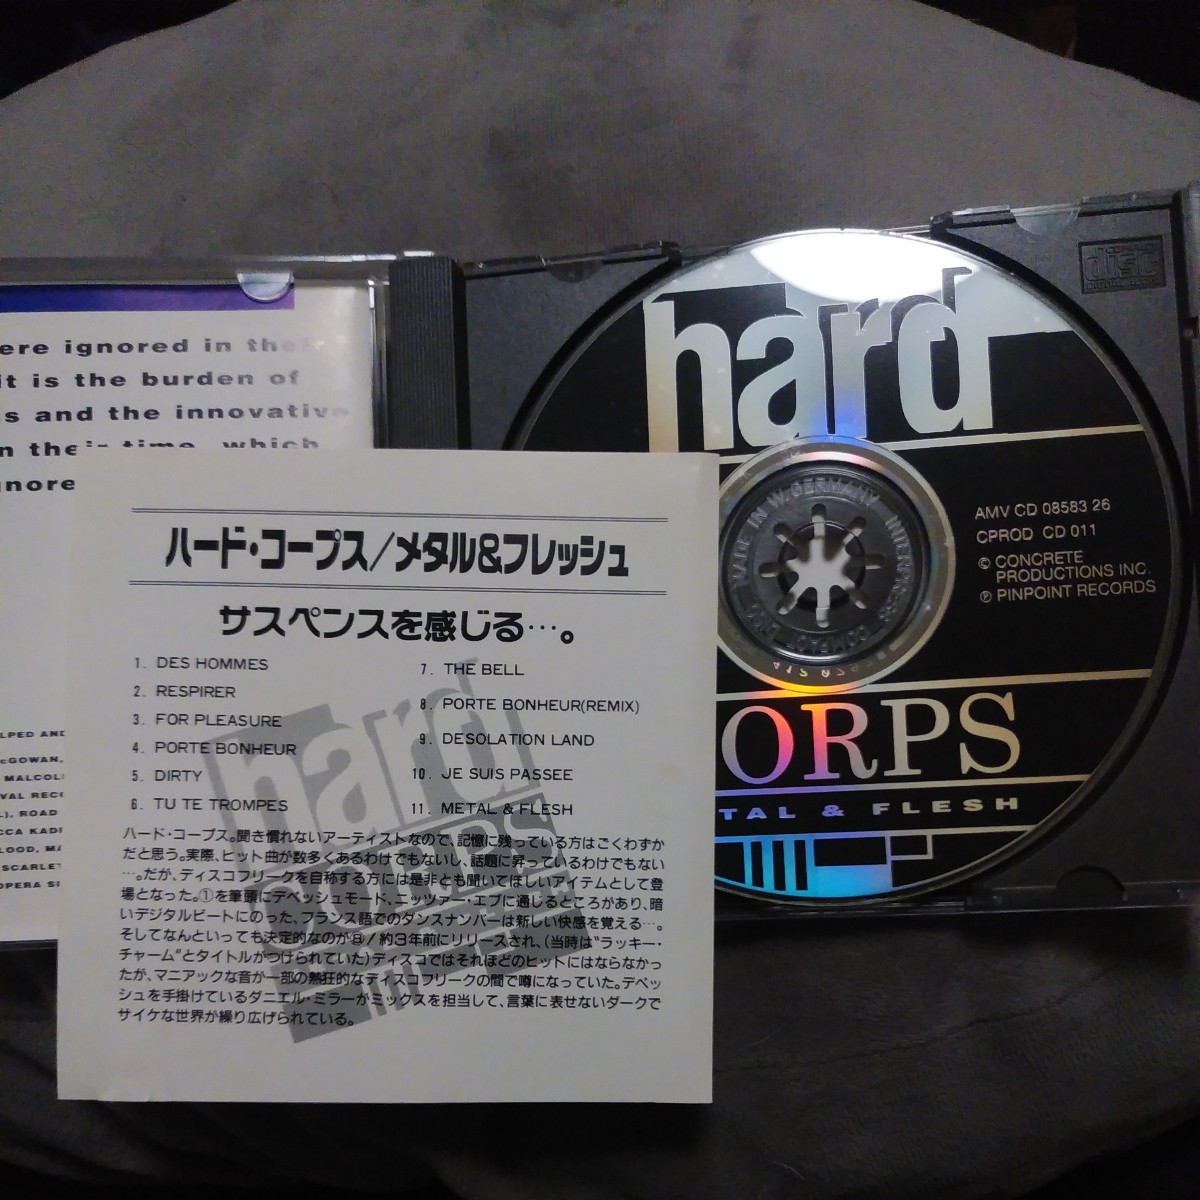 ere ignored in the
it is the burden of
s and the innovative
n their time, which
gnore
LPED AND
cGOWAN,
MALCOL
VAL REC
L), ROAD
CCA KAD
LOOD, MA
SCARLET
OPERA S
ハード・コープス/メタル&フレッシュ
サスペンスを感じる…。
1. DES HOMMES
2. RESPIRER
3. FOR PLEASURE
4. PORTE BONHEUR
5. DIRTY
6. TU TE TROMPES
7. THE BELL
8. PORTE BONHEUR(REMIX)
9. DESOLATION LAND
10. JE SUIS PASSEE
11. METAL & FLESH
ハード・コープス。聞き慣れないアーティストなので、記憶に残っている方はごくわずか
だと思う。実際、ヒット曲が数多くあるわけでもないし、話題に昇っているわけでもない
…。だが、ディスコフリークを自称する方には是非とも聞いてほしいアイテムとして登
場となった。①を筆頭にデペッシュモード、ニッツァー・エブに通じるところがあり、暗
いデジタルビートにのった、フランス語でのダンスナンバーは新しい快感を覚える…。
そしてなんといっても決定的なのが⑧/約3年前にリリースされ、(当時は“ラッキー・
チャーム”とタイトルがつけられていた)ディスコではそれほどのヒットにはならなかっ
たが、マニアックな音が一部の熱狂的なディスコフリークの間で噂になっていた。デペッ
シュを手掛けているダニエル・ミラーがミックスを担当して、言葉に表せないダークで
サイケな世界が繰り広げられている。
hard
CORPS
disc
hard
AMV CD 08583 26
CPROD CD 011
© CONCRETE
PRODUCTIONS INC.
℗ PINPOINT RECORDS
MADE IN W. GERMANY INTERPRESS COMPACT
ORPS
TAL & FLESH